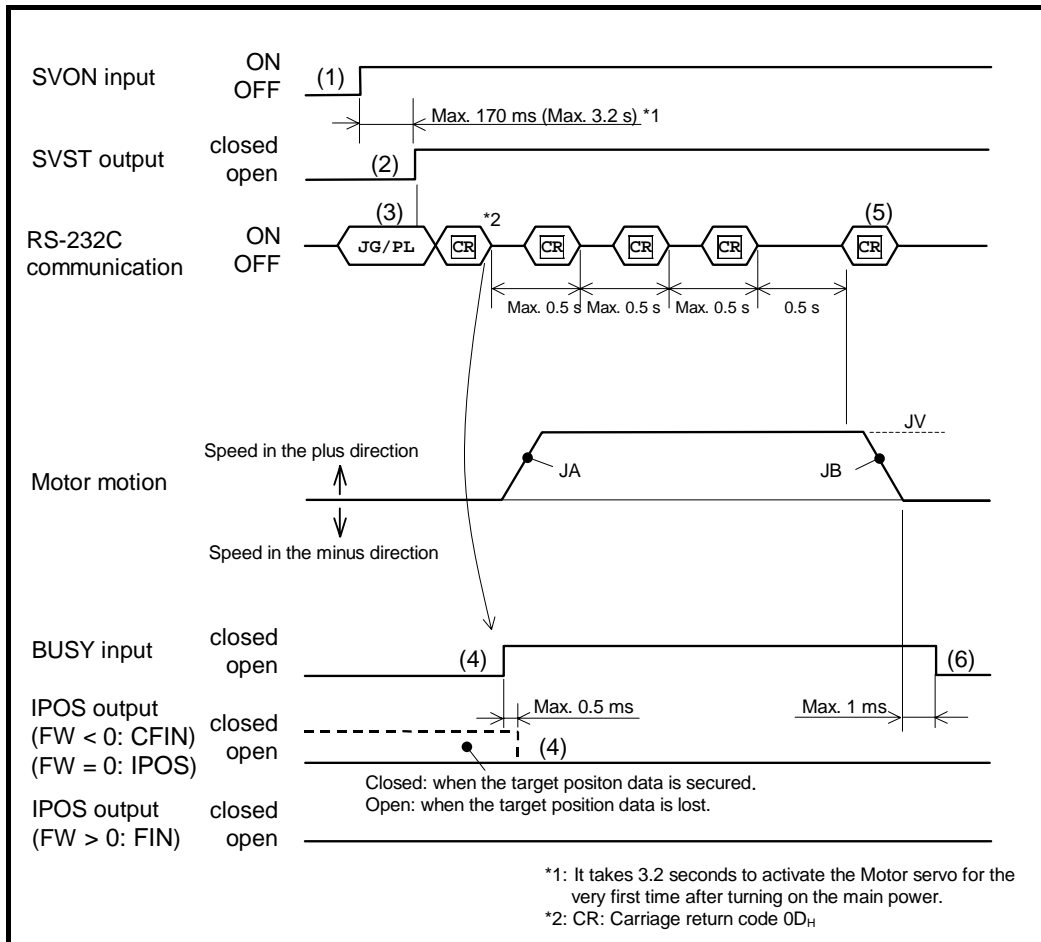 SVON input
ON
OFF
(1)
Max. 170 ms (Max. 3.2 s) *1
SVST output
closed
open
(2)
RS-232C
communication
ON
OFF
(3)
JG/PL
CR
*2
CR
CR
CR
(5)
CR
Max. 0.5 s
Max. 0.5 s
Max. 0.5 s
0.5 s
Motor motion
Speed in the plus direction
Speed in the minus direction
JA
JB
JV
BUSY input
closed
open
(4)
(6)
Max. 0.5 ms
Max. 1 ms
IPOS output
(FW < 0: CFIN)
(FW = 0: IPOS)
closed
open
(4)
Closed: when the target positon data is secured.
Open: when the target position data is lost.
IPOS output
(FW > 0: FIN)
closed
open
*1: It takes 3.2 seconds to activate the Motor servo for the
very first time after turning on the main power.
*2: CR: Carriage return code 0DH